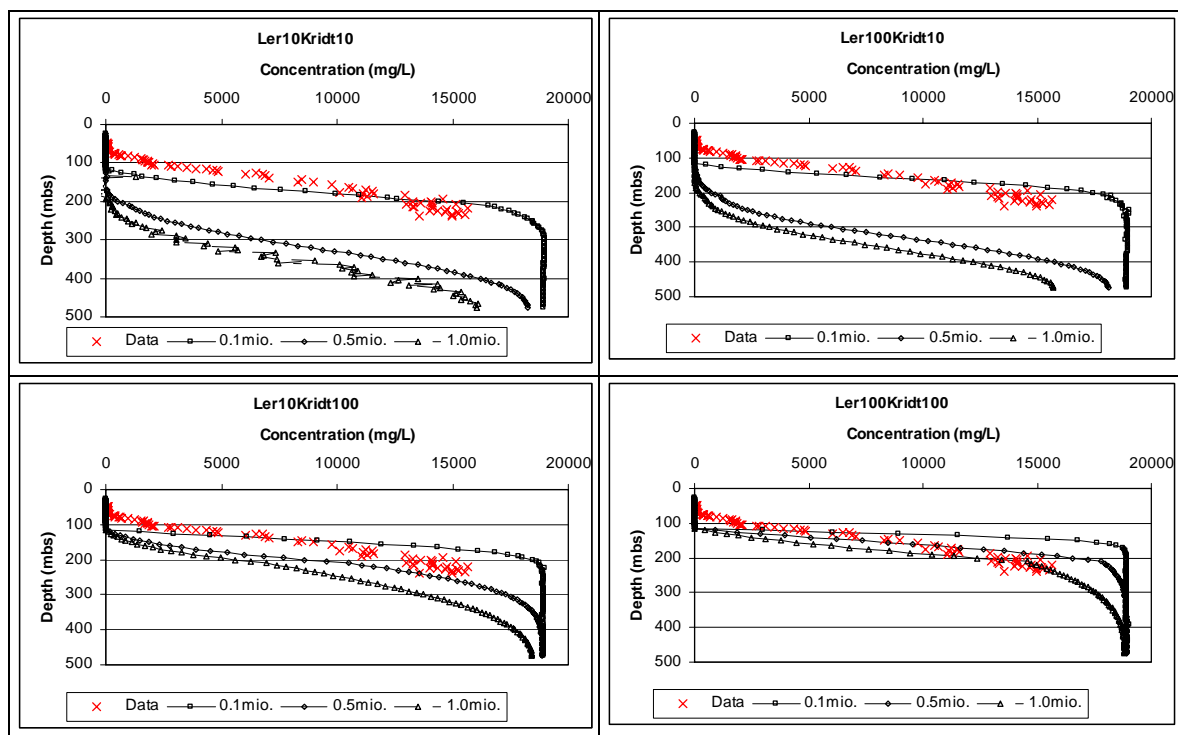 Ler10Kridt10
Concentration (mg/L)
0 5000 10000 15000 20000
0
100
200
300
400
500
Depth (mbs)
Data 0.1mio. 0.5mio. 1.0mio.
Ler100Kridt10
Concentration (mg/L)
0 5000 10000 15000 20000
0
100
200
300
400
500
Depth (mbs)
Data 0.1mio. 0.5mio. 1.0mio.
Ler10Kridt100
Concentration (mg/L)
0 5000 10000 15000 20000
0
100
200
300
400
500
Depth (mbs)
Data 0.1mio. 0.5mio. 1.0mio.
Ler100Kridt100
Concentration (mg/L)
0 5000 10000 15000 20000
0
100
200
300
400
500
Depth (mbs)
Data 0.1mio. 0.5mio. 1.0mio.